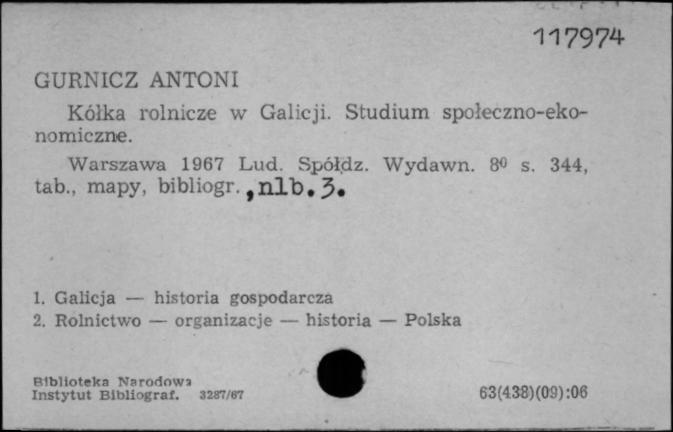 117974
GURNICZ ANTONI
Kółka rolnicze w Galicji. Studium społeczno-eko-
nomiczne.
Warszawa 1967 Lud. Spółdz. Wydawn. 8⁰ s. 344,
tab., mapy, bibliogr., nlb. 3.
1. Galicja — historia gospodarcza
2. Rolnictwo — organizacje — historia — Polska
Biblioteka Narodowa
Instytut Bibliograf. 3287/67
63(438)(09):06